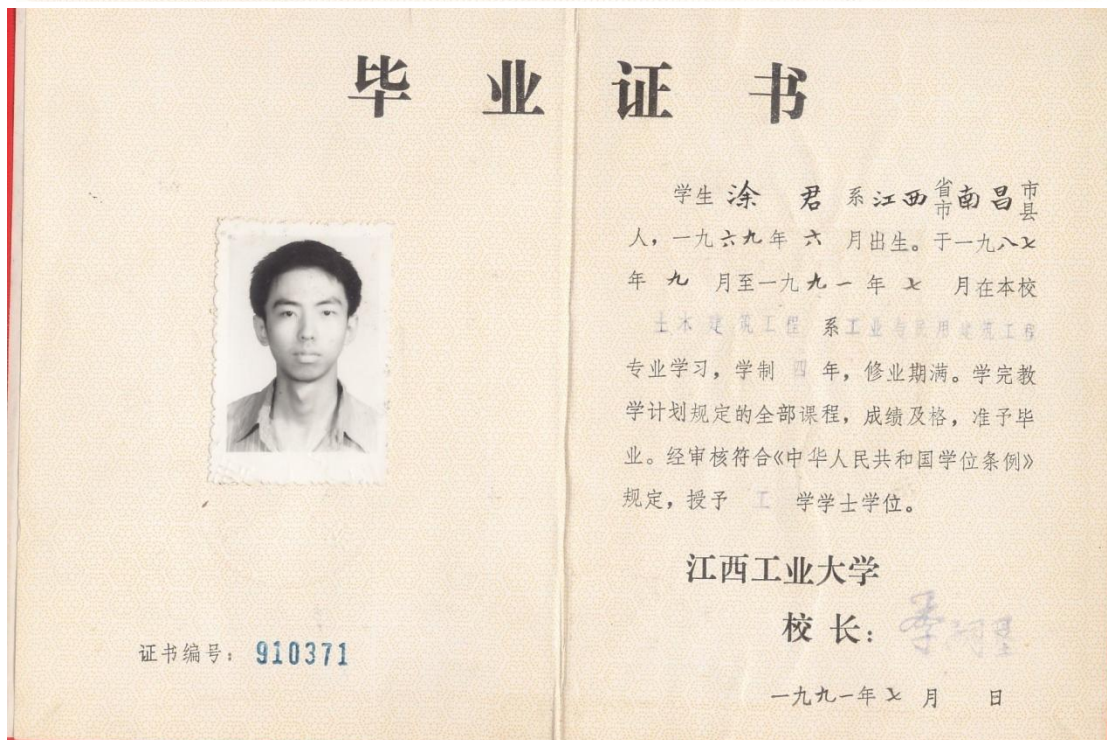 毕业证书
学生 涂 君 系江西省市南昌市县
人，一九六九年 六 月出生。于一九八七
年 九 月至一九九一年 七 月在本校
土木建筑工程 系工业与民用建筑工程
专业学习，学制 四 年，修业期满。学完教
学计划规定的全部课程，成绩及格，准予毕
业。经审核符合《中华人民共和国学位条例》
规定，授予 工 学学士学位。
江西工业大学
校长：
一九九一年七月 日
证书编号：910371